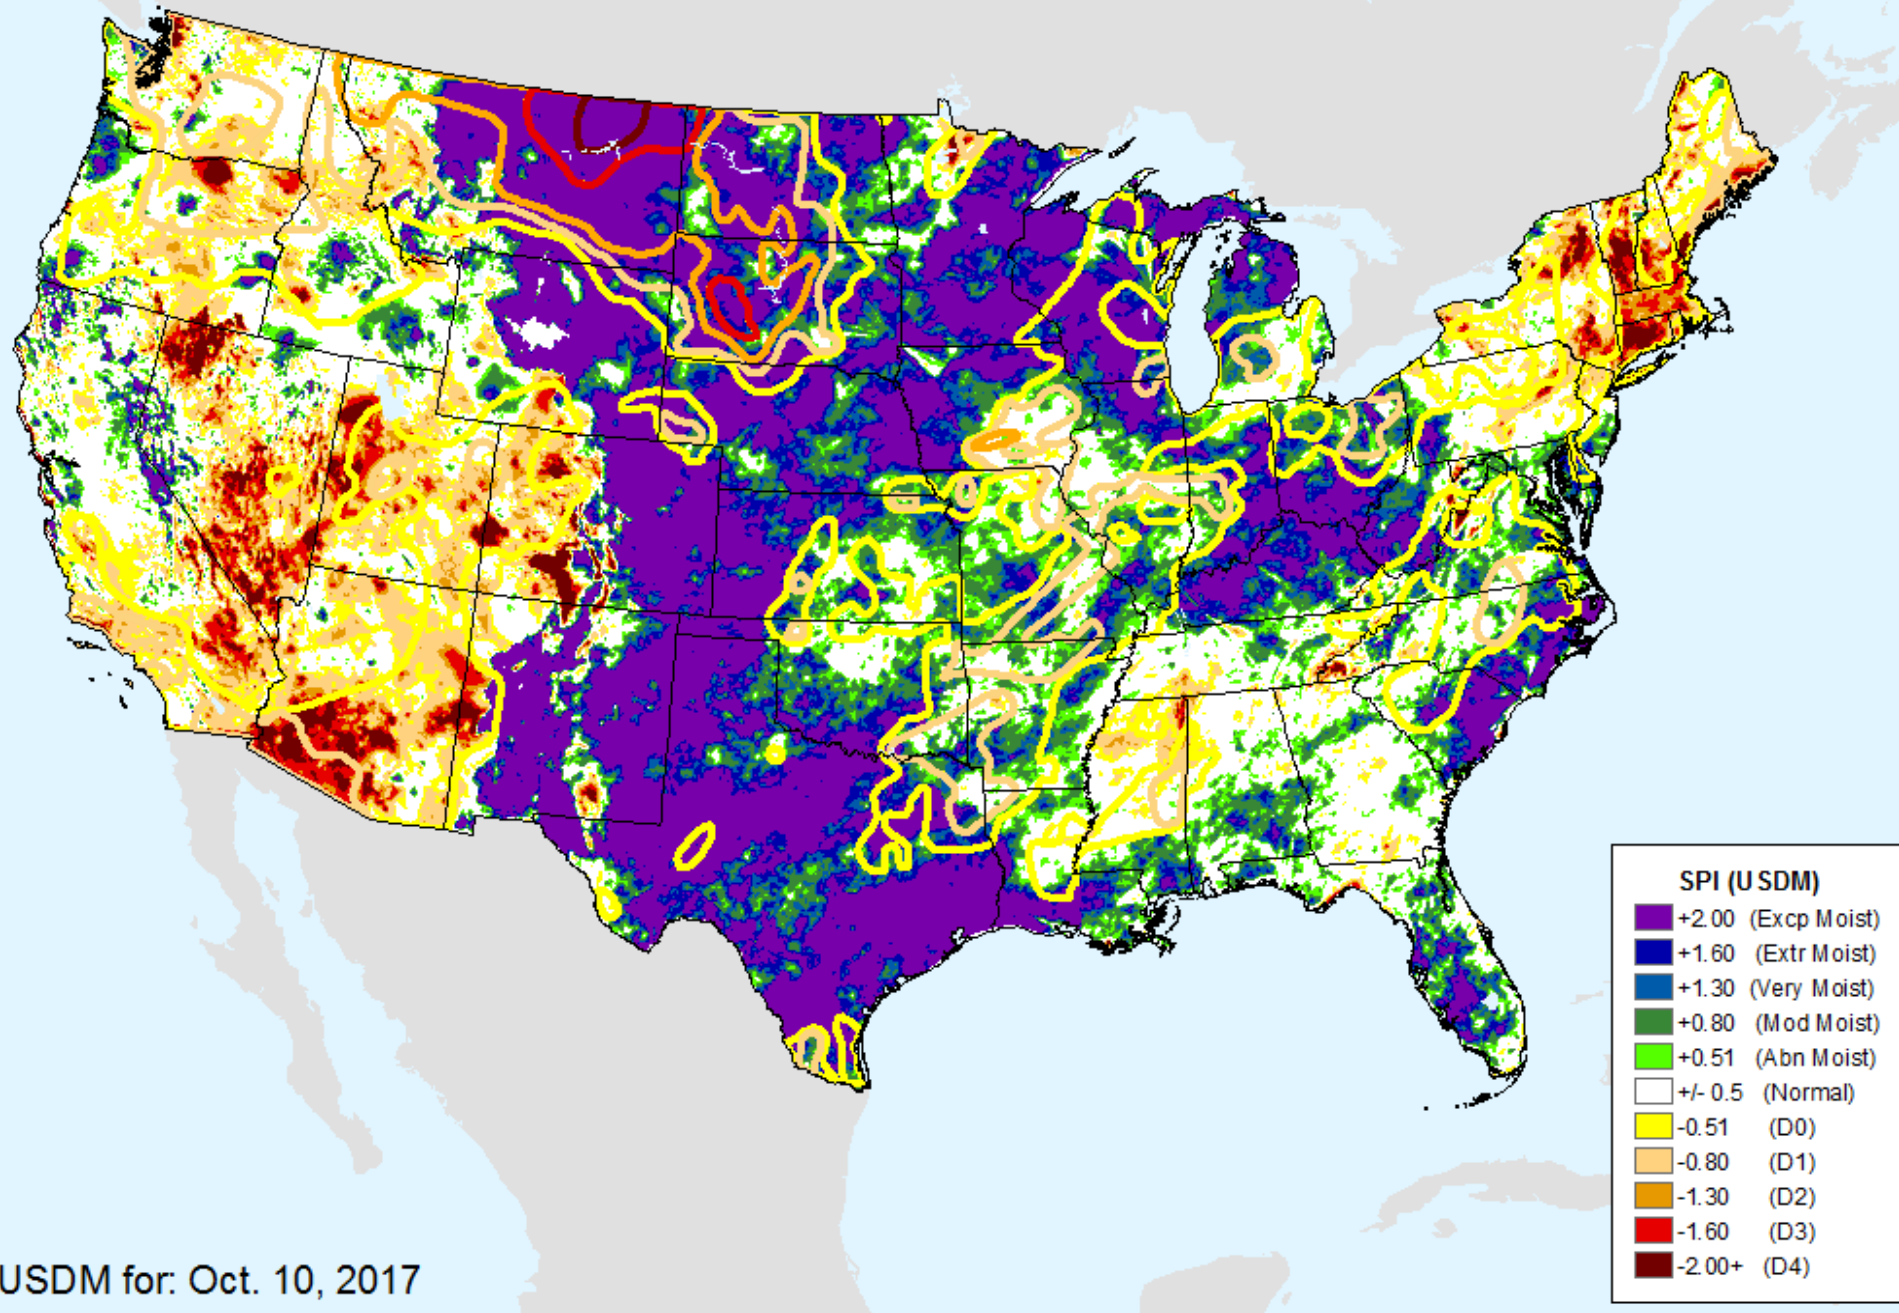 SPI (USDM)
+2.00 (Excp Moist)
+1.60 (Extr Moist)
+1.30 (Very Moist)
+0.80 (Mod Moist)
+0.51 (Abn Moist)
+/- 0.5 (Normal)
-0.51 (D0)
-0.80 (D1)
-1.30 (D2)
-1.60 (D3)
-2.00+ (D4)
USDM for: Oct. 10, 2017